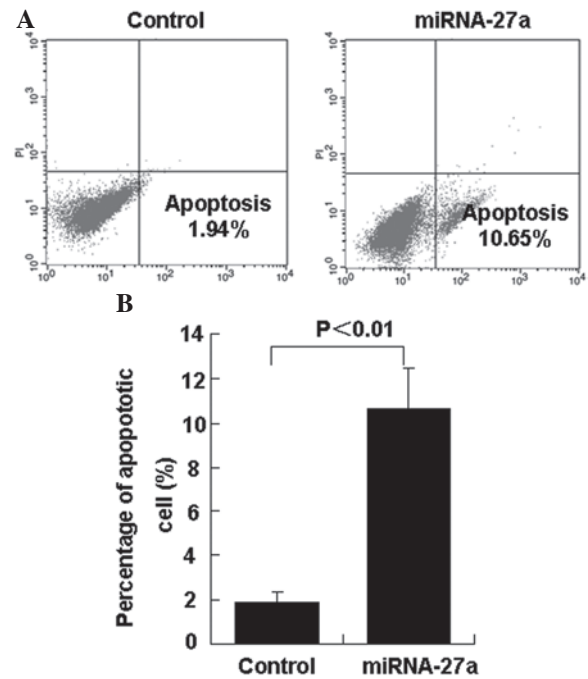 A
Control
miRNA-27a
PI
10⁴
10³
10²
10¹
10⁰
Apoptosis
1.94%
10⁰ 10¹ 10² 10³ 10⁴
PI
10⁴
10³
10²
10¹
10⁰
Apoptosis
10.65%
10⁰ 10¹ 10² 10³ 10⁴
B
P<0.01
Percentage of apopototic
cell (%)
14
12
10
8
6
4
2
0
Control
miRNA-27a